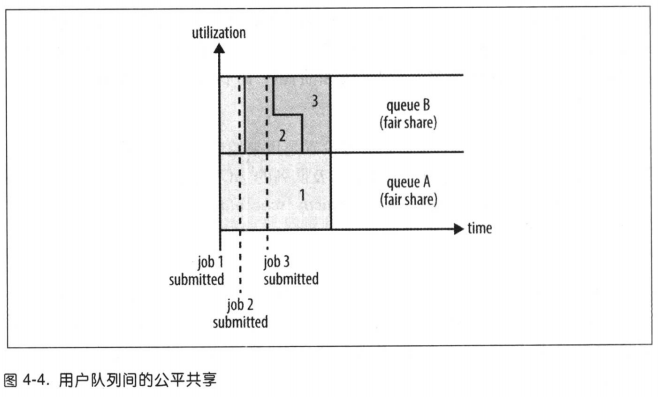 utilization
3
2
queue B
(fair share)
1
queue A
(fair share)
time
job 1
submitted
job 3
submitted
job 2
submitted
图 4-4. 用户队列间的公平共享